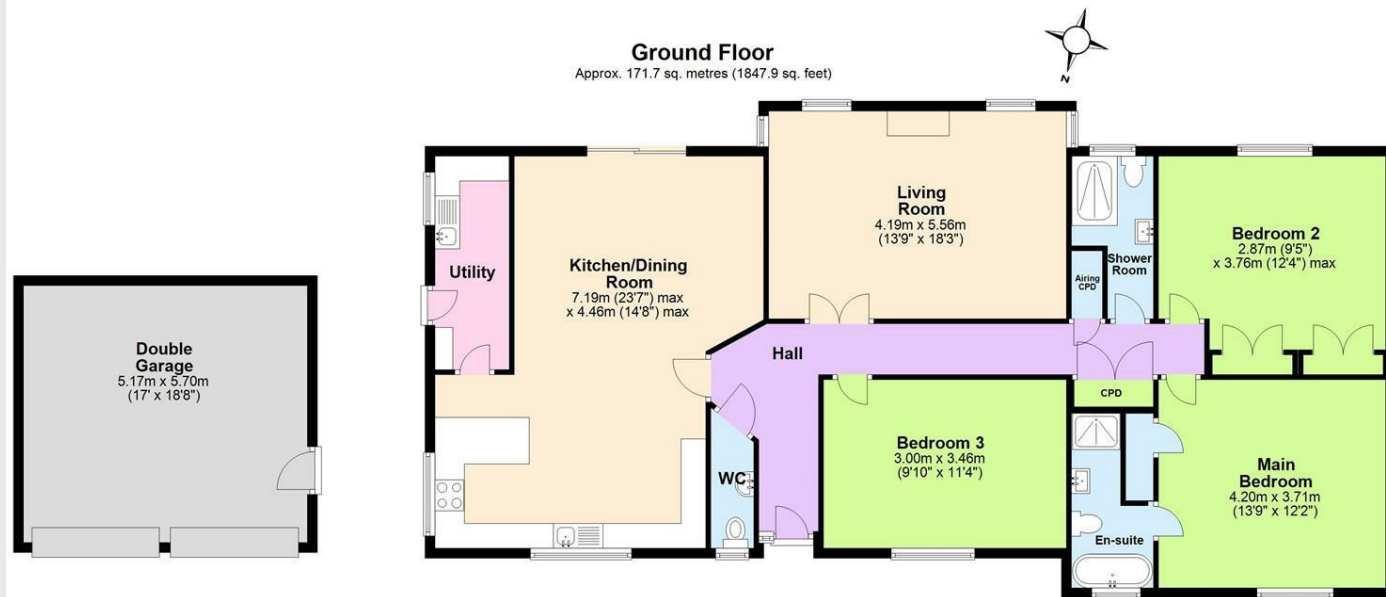 Ground Floor
Approx. 171.7 sq. metres (1847.9 sq. feet)
N
Living
Room
4.19m x 5.56m
(13'9" x 18'3")
Kitchen/Dining
Room
7.19m (23'7") max
x 4.46m (14'8") max
Utility
Shower
Room
Airing
CPD
Bedroom 2
2.87m (9'5")
x 3.76m (12'4") max
Double
Garage
5.17m x 5.70m
(17' x 18'8")
Hall
CPD
Bedroom 3
3.00m x 3.46m
(9'10" x 11'4")
WC
Main
Bedroom
4.20m x 3.71m
(13'9" x 12'2")
En-suite